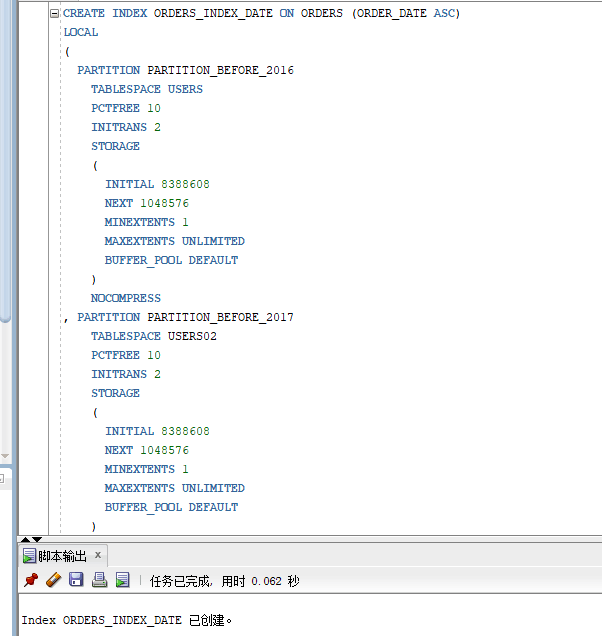 CREATE INDEX ORDERS_INDEX_DATE ON ORDERS (ORDER_DATE ASC)
LOCAL
(
PARTITION PARTITION_BEFORE_2016
TABLESPACE USERS
PCTFREE 10
INITRANS 2
STORAGE
(
INITIAL 8388608
NEXT 1048576
MINEXTENTS 1
MAXEXTENTS UNLIMITED
BUFFER_POOL DEFAULT
)
NOCOMPRESS
, PARTITION PARTITION_BEFORE_2017
TABLESPACE USERS02
PCTFREE 10
INITRANS 2
STORAGE
(
INITIAL 8388608
NEXT 1048576
MINEXTENTS 1
MAXEXTENTS UNLIMITED
BUFFER_POOL DEFAULT
)
脚本输出 x
任务已完成, 用时 0.062 秒
Index ORDERS_INDEX_DATE 已创建。